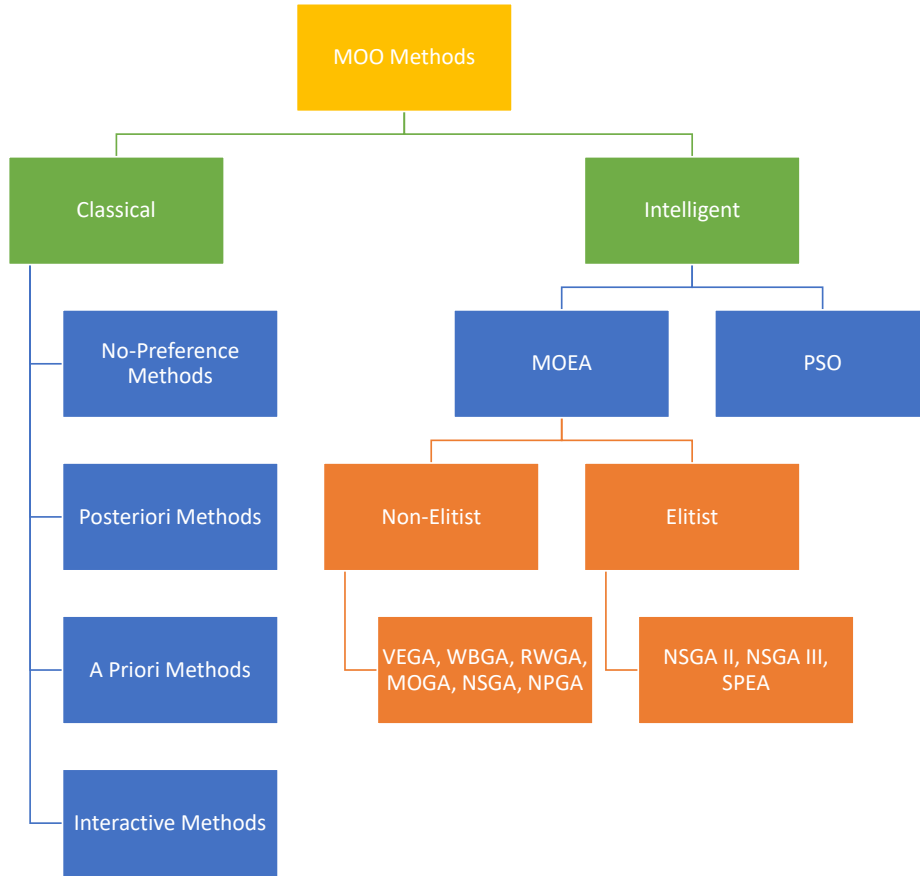 MOO Methods
Classical
Intelligent
No-Preference
Methods
MOEA
PSO
Posteriori Methods
Non-Elitist
Elitist
A Priori Methods
VEGA, WBGA, RWGA,
MOGA, NSGA, NPGA
NSGA II, NSGA III,
SPEA
Interactive Methods